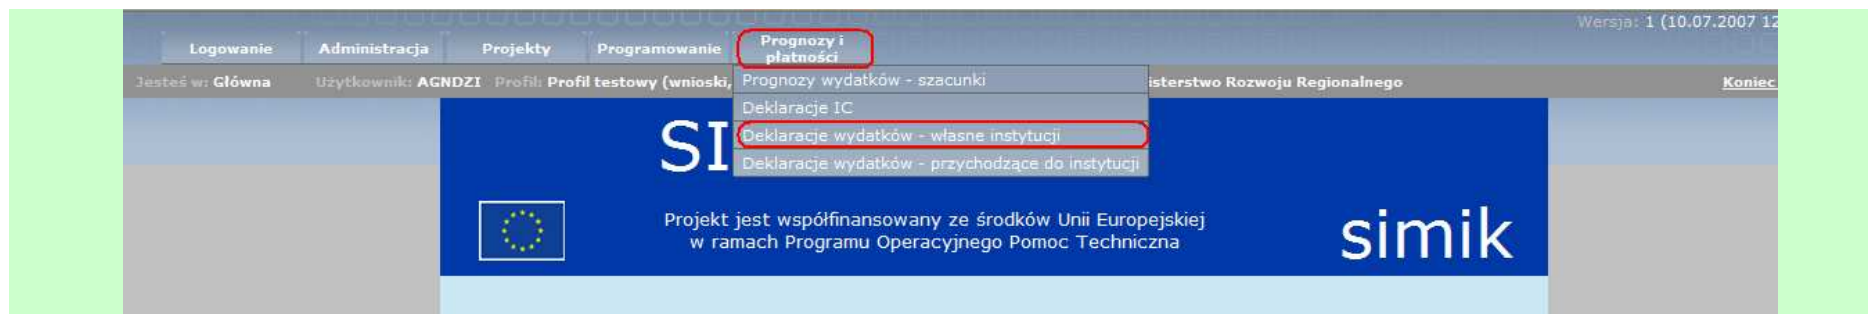 Wersja: 1 (10.07.2007 12
Logowanie Administracja Projekty Programowanie Prognozy i płatności
Jesteś w: Główna Użytkownik: AGNDZI Profil: Profil testowy (wnioski, isterstwo Rozwoju Regionalnego Koniec
Prognozy wydatków - szacunki
Deklaracje IC
Deklaracje wydatków - własne instytucji
Deklaracje wydatków - przychodzące do instytucji
SI
Projekt jest współfinansowany ze środków Unii Europejskiej
w ramach Programu Operacyjnego Pomoc Techniczna
simik